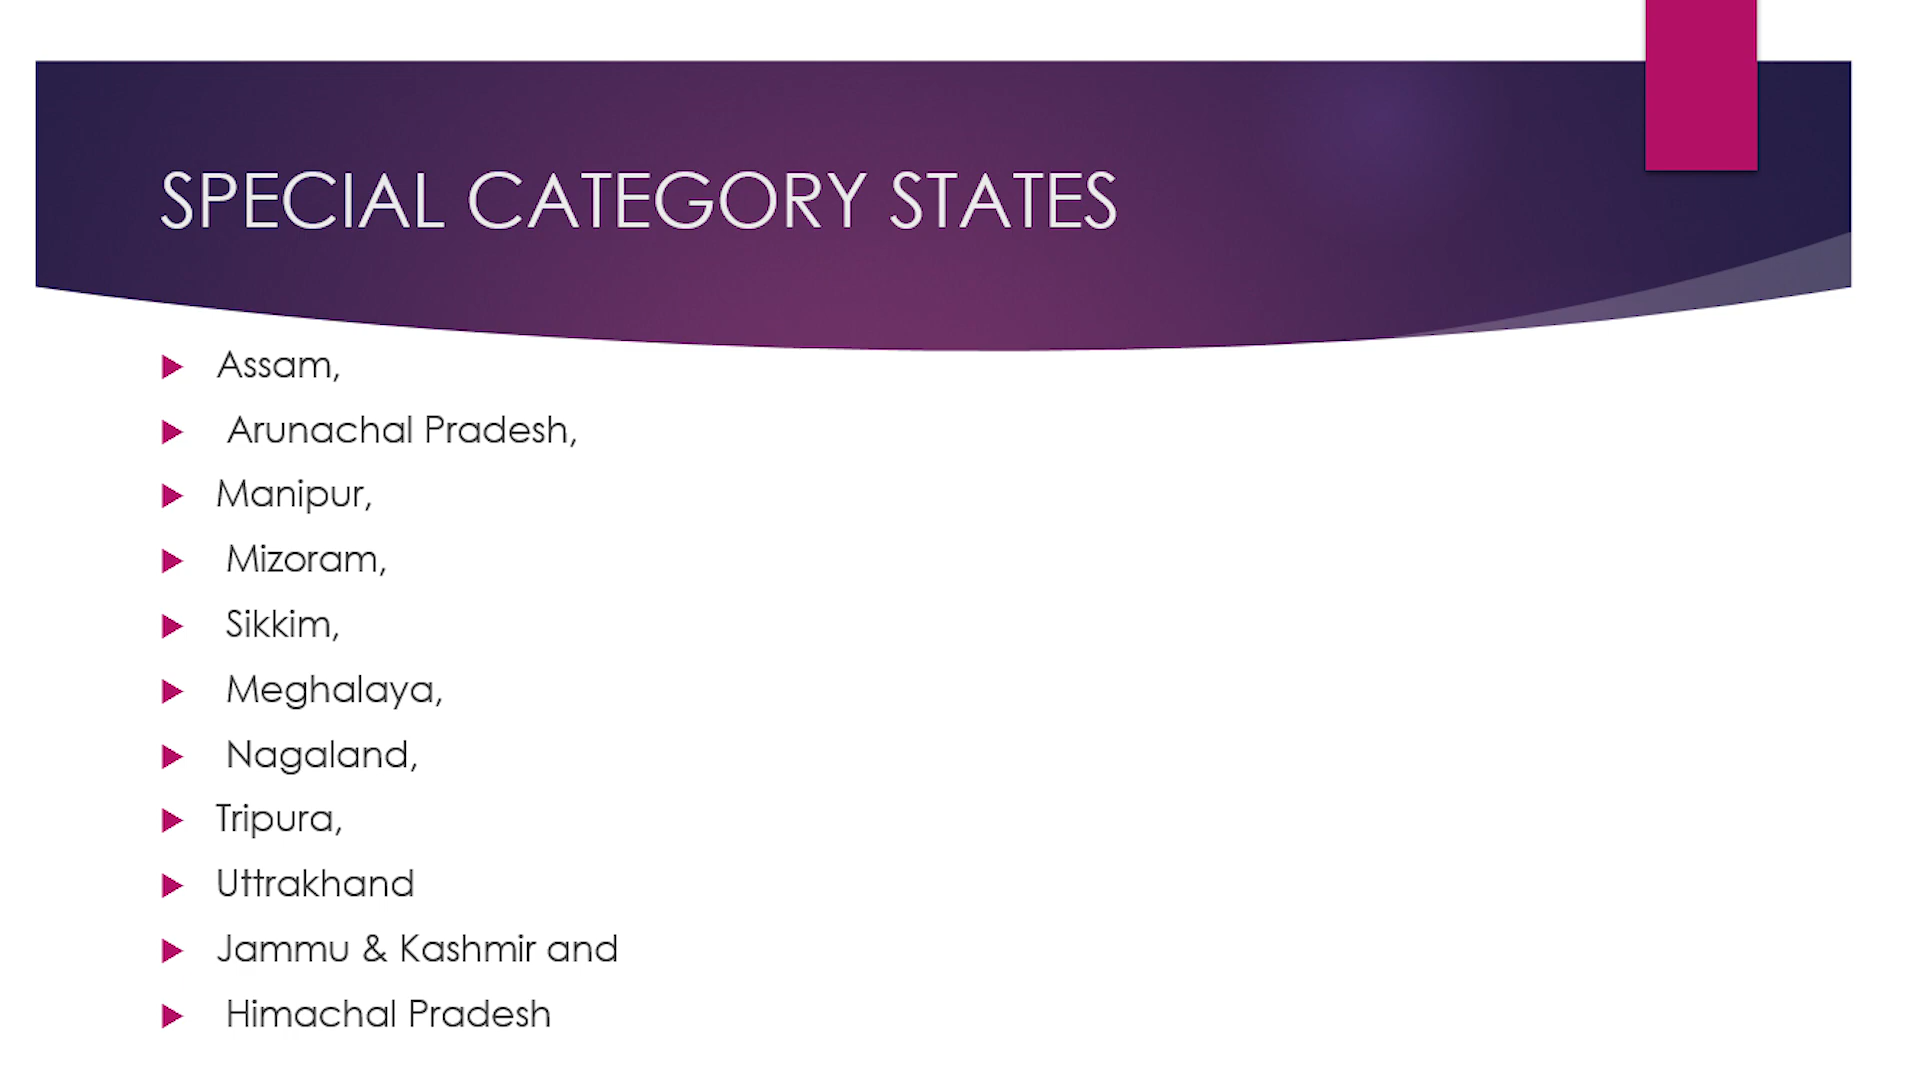 SPECIAL CATEGORY STATES
Assam,
Arunachal Pradesh,
Manipur,
Mizoram,
Sikkim,
Meghalaya,
Nagaland,
Tripura,
Uttrakhand
Jammu & Kashmir and
Himachal Pradesh